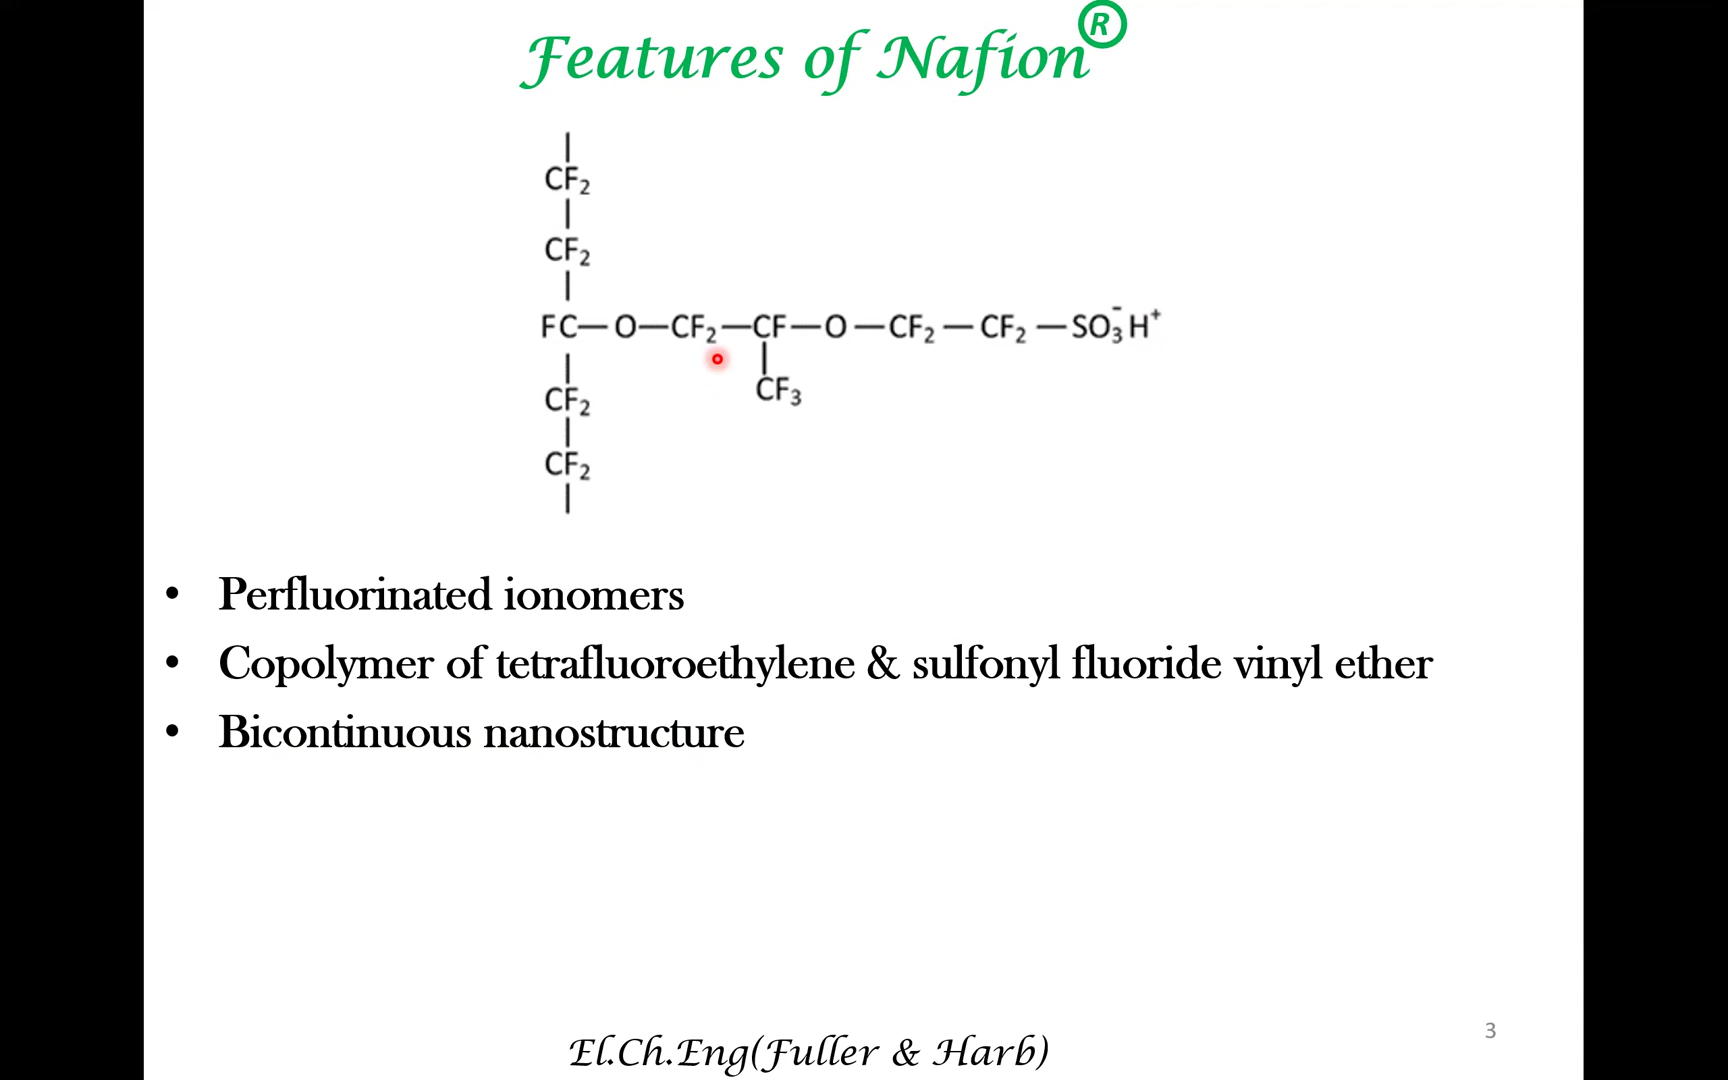 Features of Nafion®
CF₂
CF₂
FC—O—CF₂—CF—O—CF₂—CF₂—SO₃⁻H⁺
CF₃
CF₂
CF₂
• Perfluorinated ionomers
• Copolymer of tetrafluoroethylene & sulfonyl fluoride vinyl ether
• Bicontinuous nanostructure
3
El.Ch.Eng(Fuller & Harb)